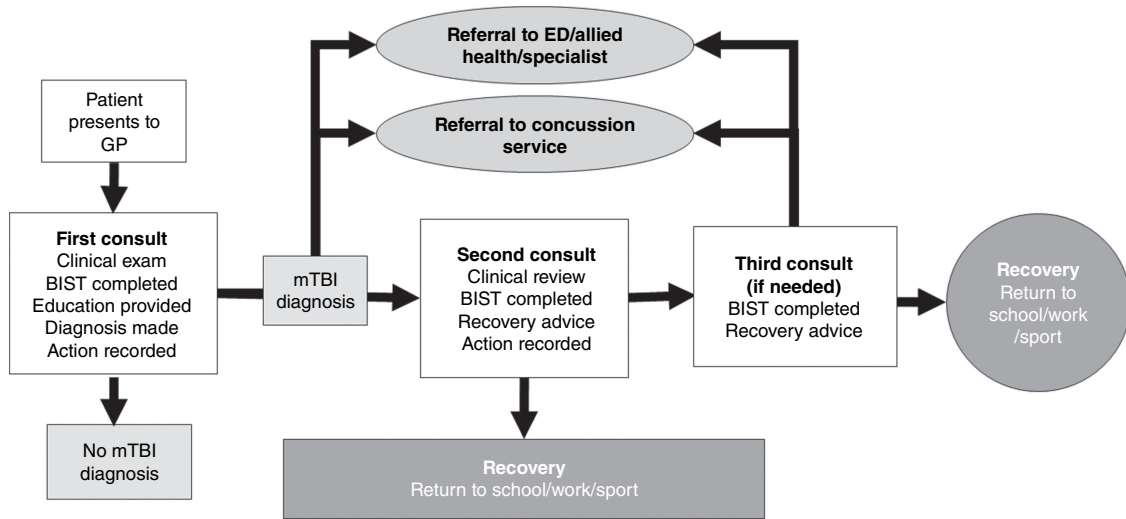 Referral to ED/allied
health/specialist
Patient
presents to
GP
Referral to concussion
service
First consult
Clinical exam
BIST completed
Education provided
Diagnosis made
Action recorded
mTBI
diagnosis
Second consult
Clinical review
BIST completed
Recovery advice
Action recorded
Third consult
(if needed)
BIST completed
Recovery advice
Recovery
Return to
school/work
/sport
No mTBI
diagnosis
Recovery
Return to school/work/sport